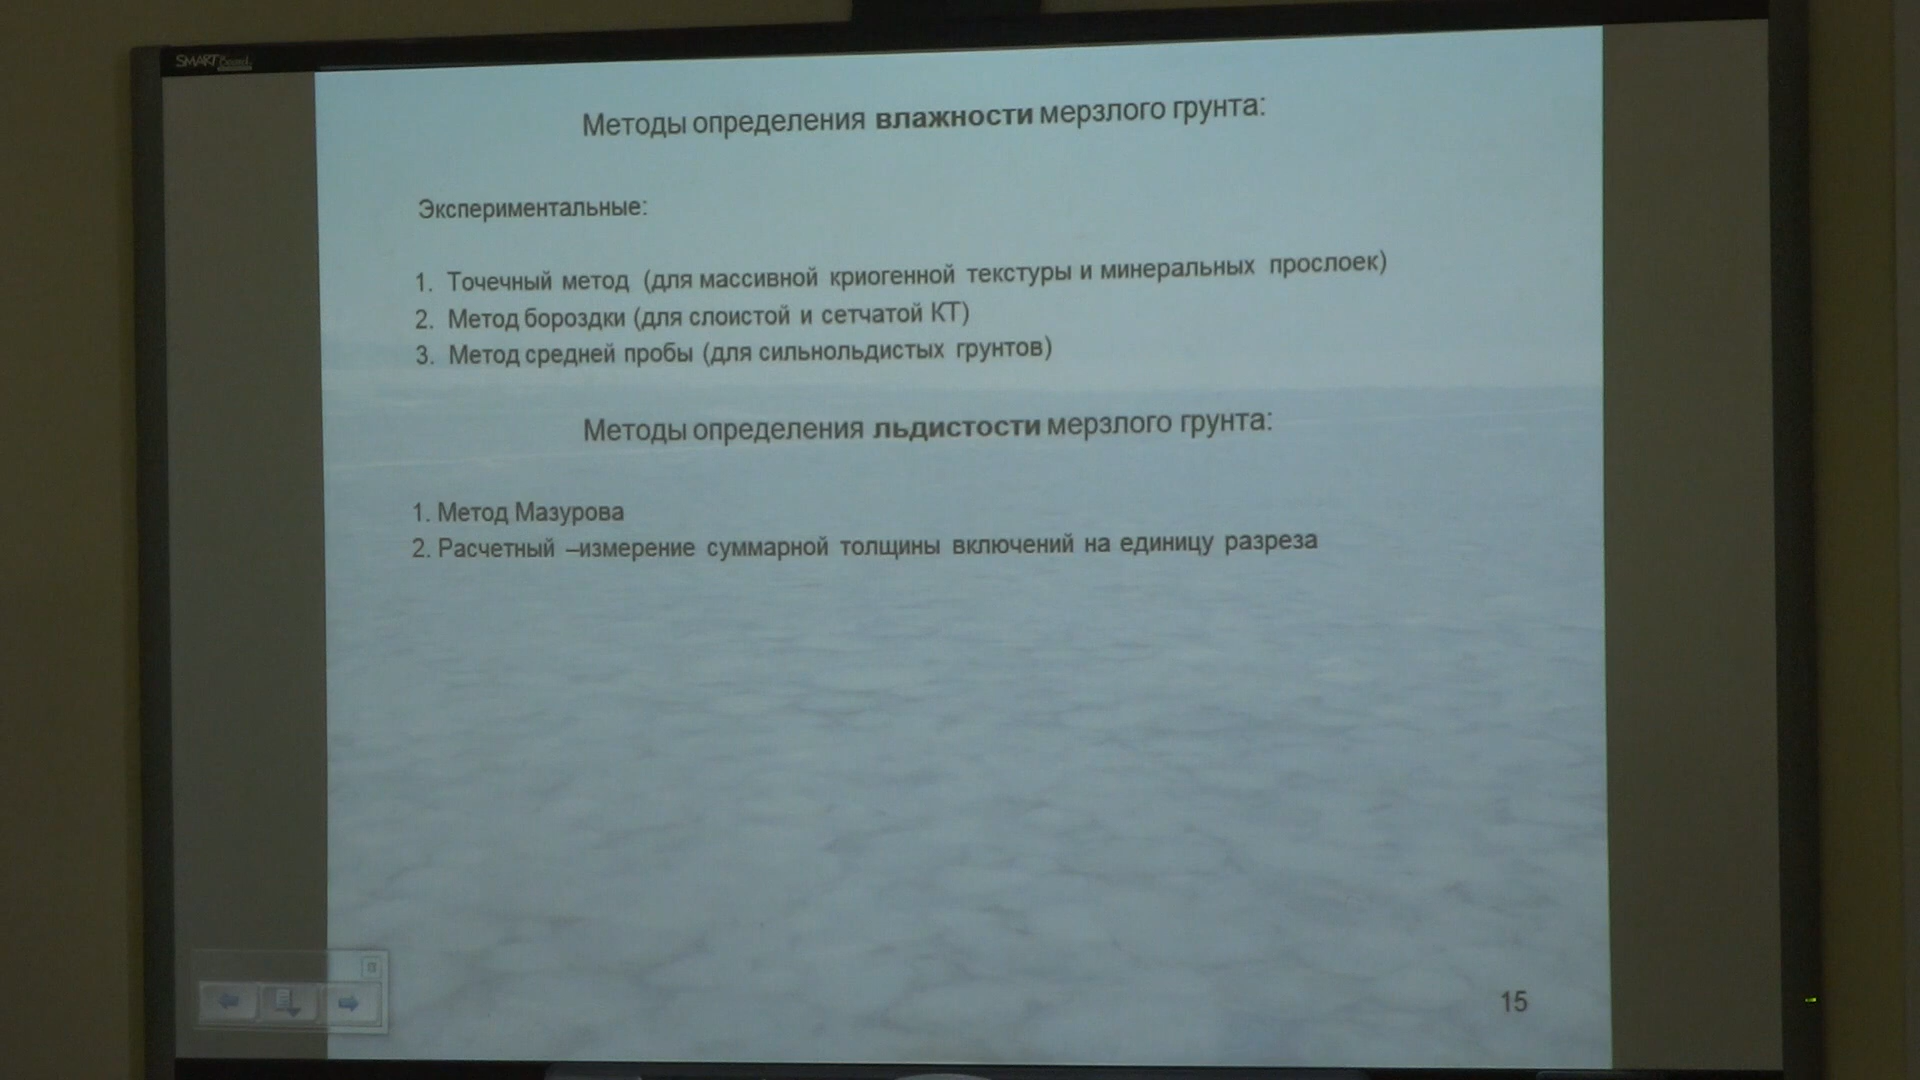 SMART Board
Методы определения влажности мерзлого грунта:
Экспериментальные:
1. Точечный метод (для массивной криогенной текстуры и минеральных прослоек)
2. Метод бороздки (для слоистой и сетчатой КТ)
3. Метод средней пробы (для сильнольдистых грунтов)
Методы определения льдистости мерзлого грунта:
1. Метод Мазурова
2. Расчетный –измерение суммарной толщины включений на единицу разреза
15